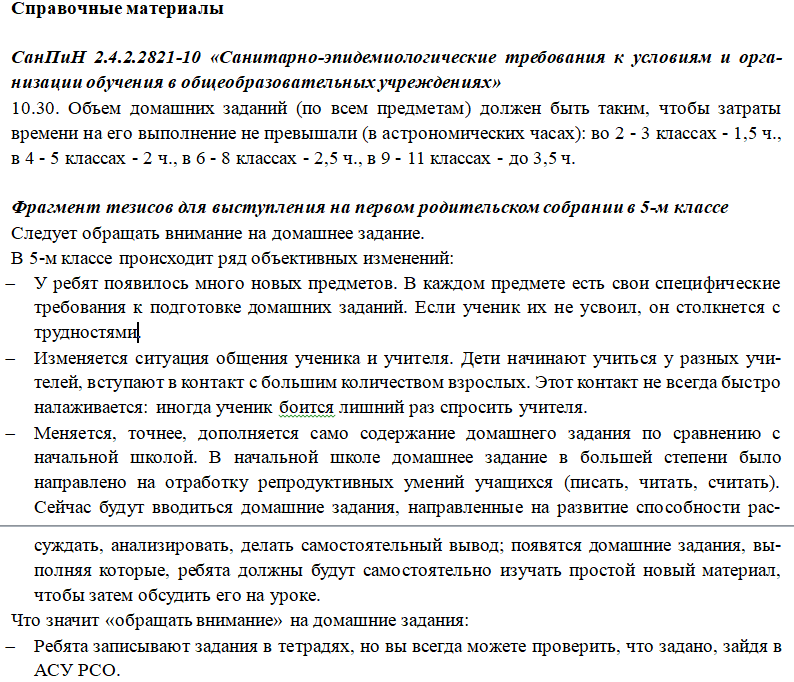 Справочные материалы
СанПиН 2.4.2.2821-10 «Санитарно-эпидемиологические требования к условиям и орга-
низации обучения в общеобразовательных учреждениях»
10.30. Объем домашних заданий (по всем предметам) должен быть таким, чтобы затраты
времени на его выполнение не превышали (в астрономических часах): во 2 - 3 классах - 1,5 ч.,
в 4 - 5 классах - 2 ч., в 6 - 8 классах - 2,5 ч., в 9 - 11 классах - до 3,5 ч.
Фрагмент тезисов для выступления на первом родительском собрании в 5-м классе
Следует обращать внимание на домашнее задание.
В 5-м классе происходит ряд объективных изменений:
– У ребят появилось много новых предметов. В каждом предмете есть свои специфические
требования к подготовке домашних заданий. Если ученик их не усвоил, он столкнется с
трудностями.
– Изменяется ситуация общения ученика и учителя. Дети начинают учиться у разных учи-
телей, вступают в контакт с большим количеством взрослых. Этот контакт не всегда быстро
налаживается: иногда ученик боится лишний раз спросить учителя.
– Меняется, точнее, дополняется само содержание домашнего задания по сравнению с
начальной школой. В начальной школе домашнее задание в большей степени было
направлено на отработку репродуктивных умений учащихся (писать, читать, считать).
Сейчас будут вводиться домашние задания, направленные на развитие способности рас-
суждать, анализировать, делать самостоятельный вывод; появятся домашние задания, вы-
полняя которые, ребята должны будут самостоятельно изучать простой новый материал,
чтобы затем обсудить его на уроке.
Что значит «обращать внимание» на домашние задания:
– Ребята записывают задания в тетрадях, но вы всегда можете проверить, что задано, зайдя в
АСУ РСО.